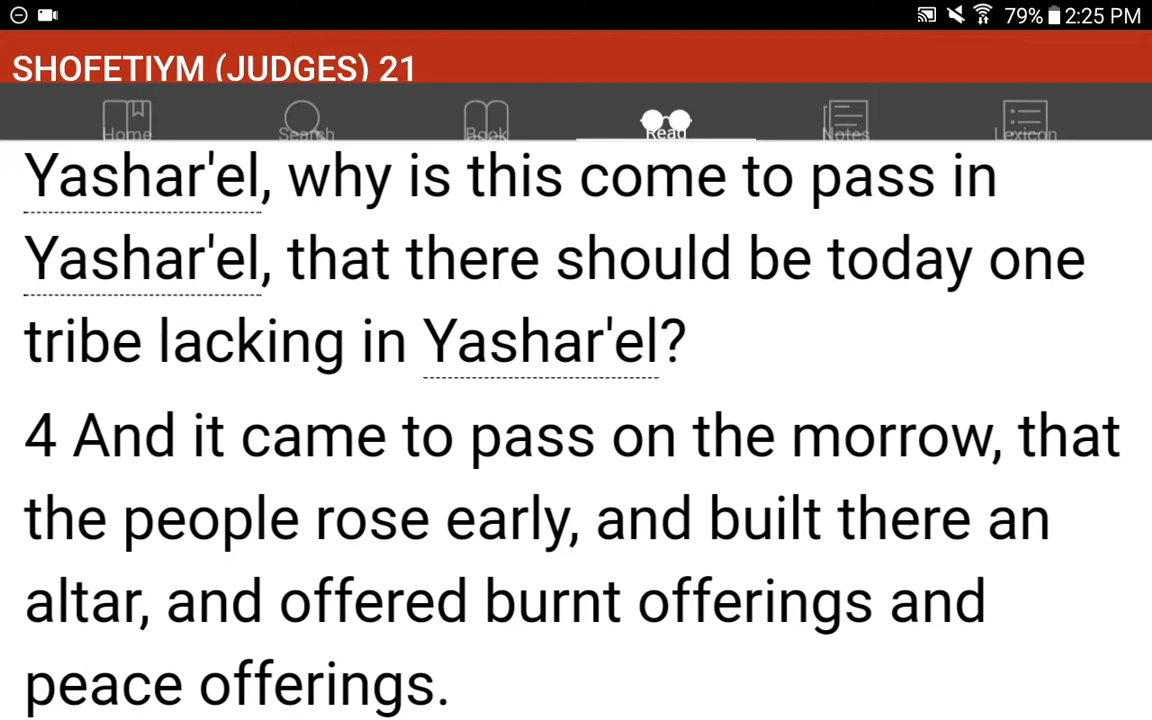 79% 2:25 PM
SHOFETIYM (JUDGES) 21
Home Search Book Read Notes Lexicon
Yashar'el, why is this come to pass in
Yashar'el, that there should be today one
tribe lacking in Yashar'el?
4 And it came to pass on the morrow, that
the people rose early, and built there an
altar, and offered burnt offerings and
peace offerings.